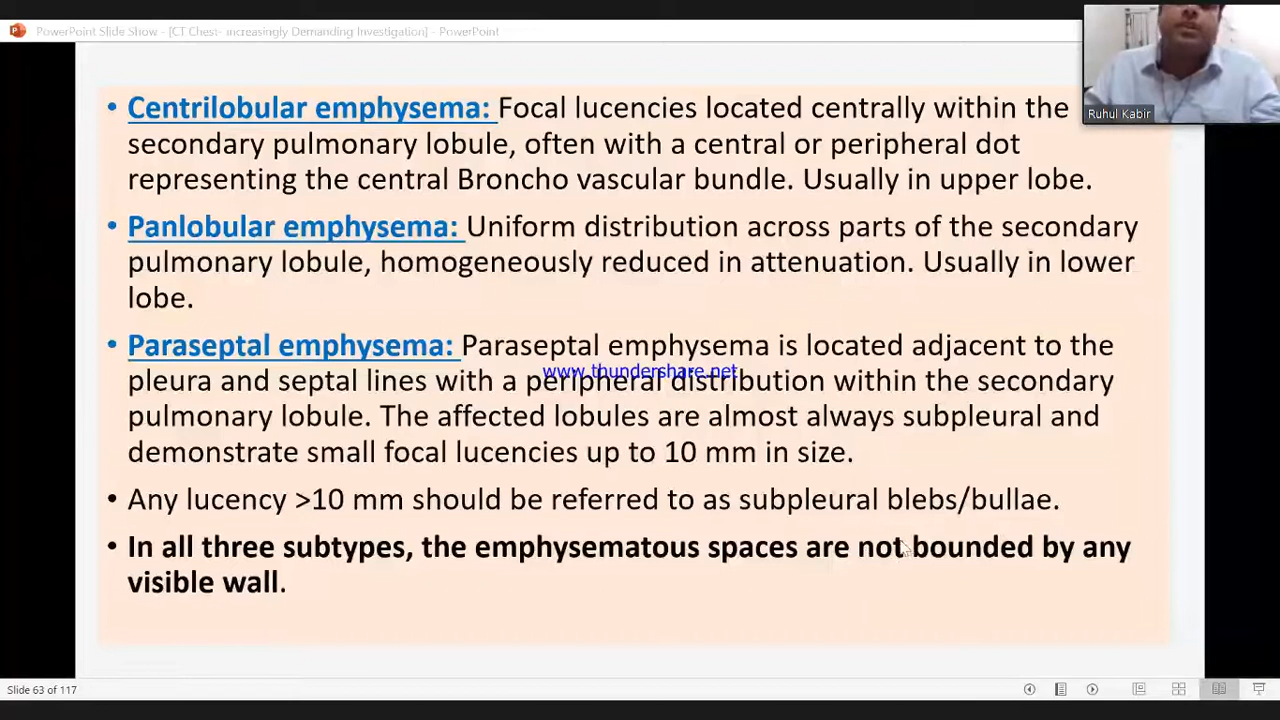 PowerPoint Slide Show - [CT Chest- Increasingly Demanding Investigation] - PowerPoint
Ruhul Kabir
• Centrilobular emphysema: Focal lucencies located centrally within the
secondary pulmonary lobule, often with a central or peripheral dot
representing the central Broncho vascular bundle. Usually in upper lobe.
• Panlobular emphysema: Uniform distribution across parts of the secondary
pulmonary lobule, homogeneously reduced in attenuation. Usually in lower
lobe.
• Paraseptal emphysema: Paraseptal emphysema is located adjacent to the
www.thundershare.net
pleura and septal lines with a peripheral distribution within the secondary
pulmonary lobule. The affected lobules are almost always subpleural and
demonstrate small focal lucencies up to 10 mm in size.
• Any lucency >10 mm should be referred to as subpleural blebs/bullae.
• In all three subtypes, the emphysematous spaces are not bounded by any
visible wall.
Slide 63 of 117